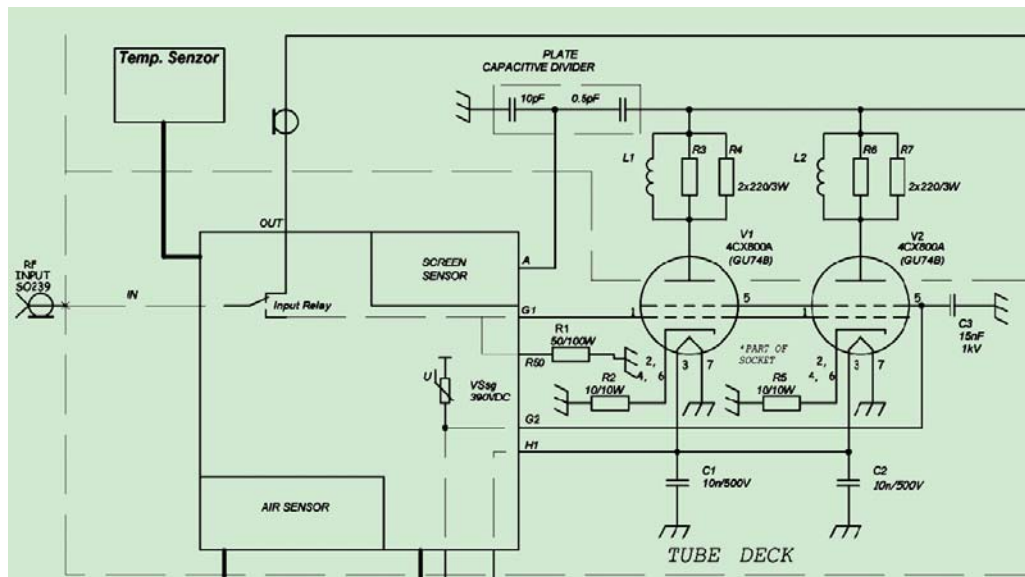 Temp. Senzor
PLATE
CAPACITIVE DIVIDER
10pF
0.5pF
L1
R3
R4
2x220/3W
L2
R6
R7
2x220/3W
OUT
SCREEN
SENSOR
A
V1
4CX800A
(GU74B)
V2
4CX800A
(GU74B)
RF
INPUT
SO239
IN
Input Relay
G1
1
5
1
5
C3
15nF
1kV
R1
50/100W
R50
*PART OF
SOCKET
U
VSsg
390VDC
R2
10/10W
2,
4, 6
3
7
R5
10/10W
2,
4, 6
3
7
G2
H1
C1
10n/500V
C2
10n/500V
AIR SENSOR
TUBE DECK